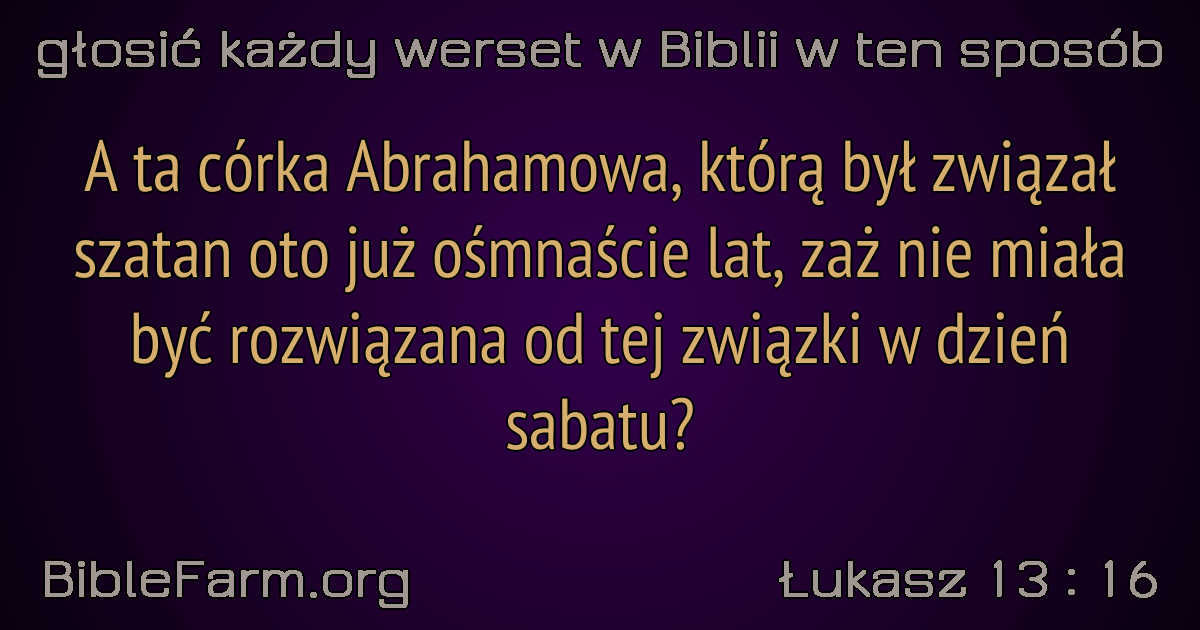 głosić każdy werset w Biblii w ten sposób
A ta córka Abrahamowa, którą był związał
szatan oto już ośmnaście lat, zaż nie miała
być rozwiązana od tej związki w dzień
sabatu?
BibleFarm.org
Łukasz 13 : 16